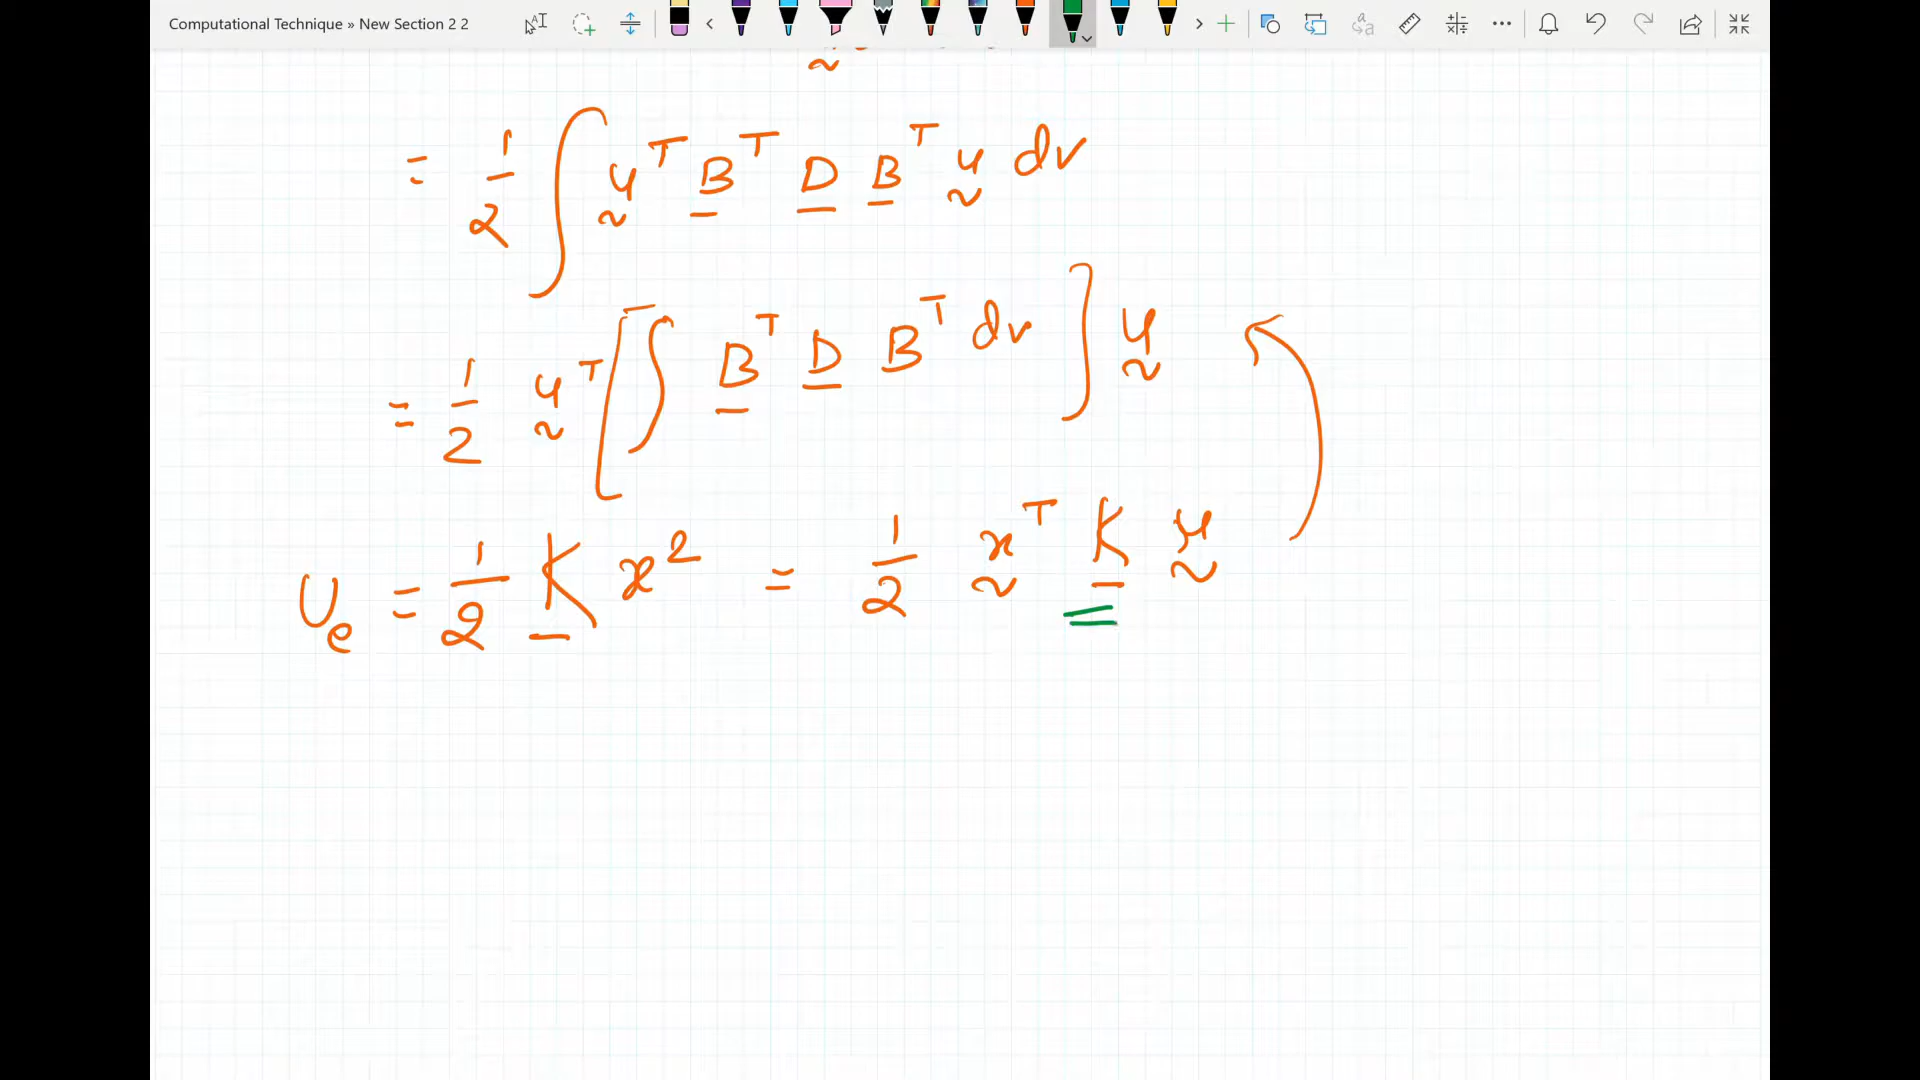 Computational Technique » New Section 2 2
= 1/2 ∫ u^T B^T D B^T u dv
= 1/2 u^T [ ∫ B^T D B^T dv ] u
U_e = 1/2 K x^2 = 1/2 x^T K x